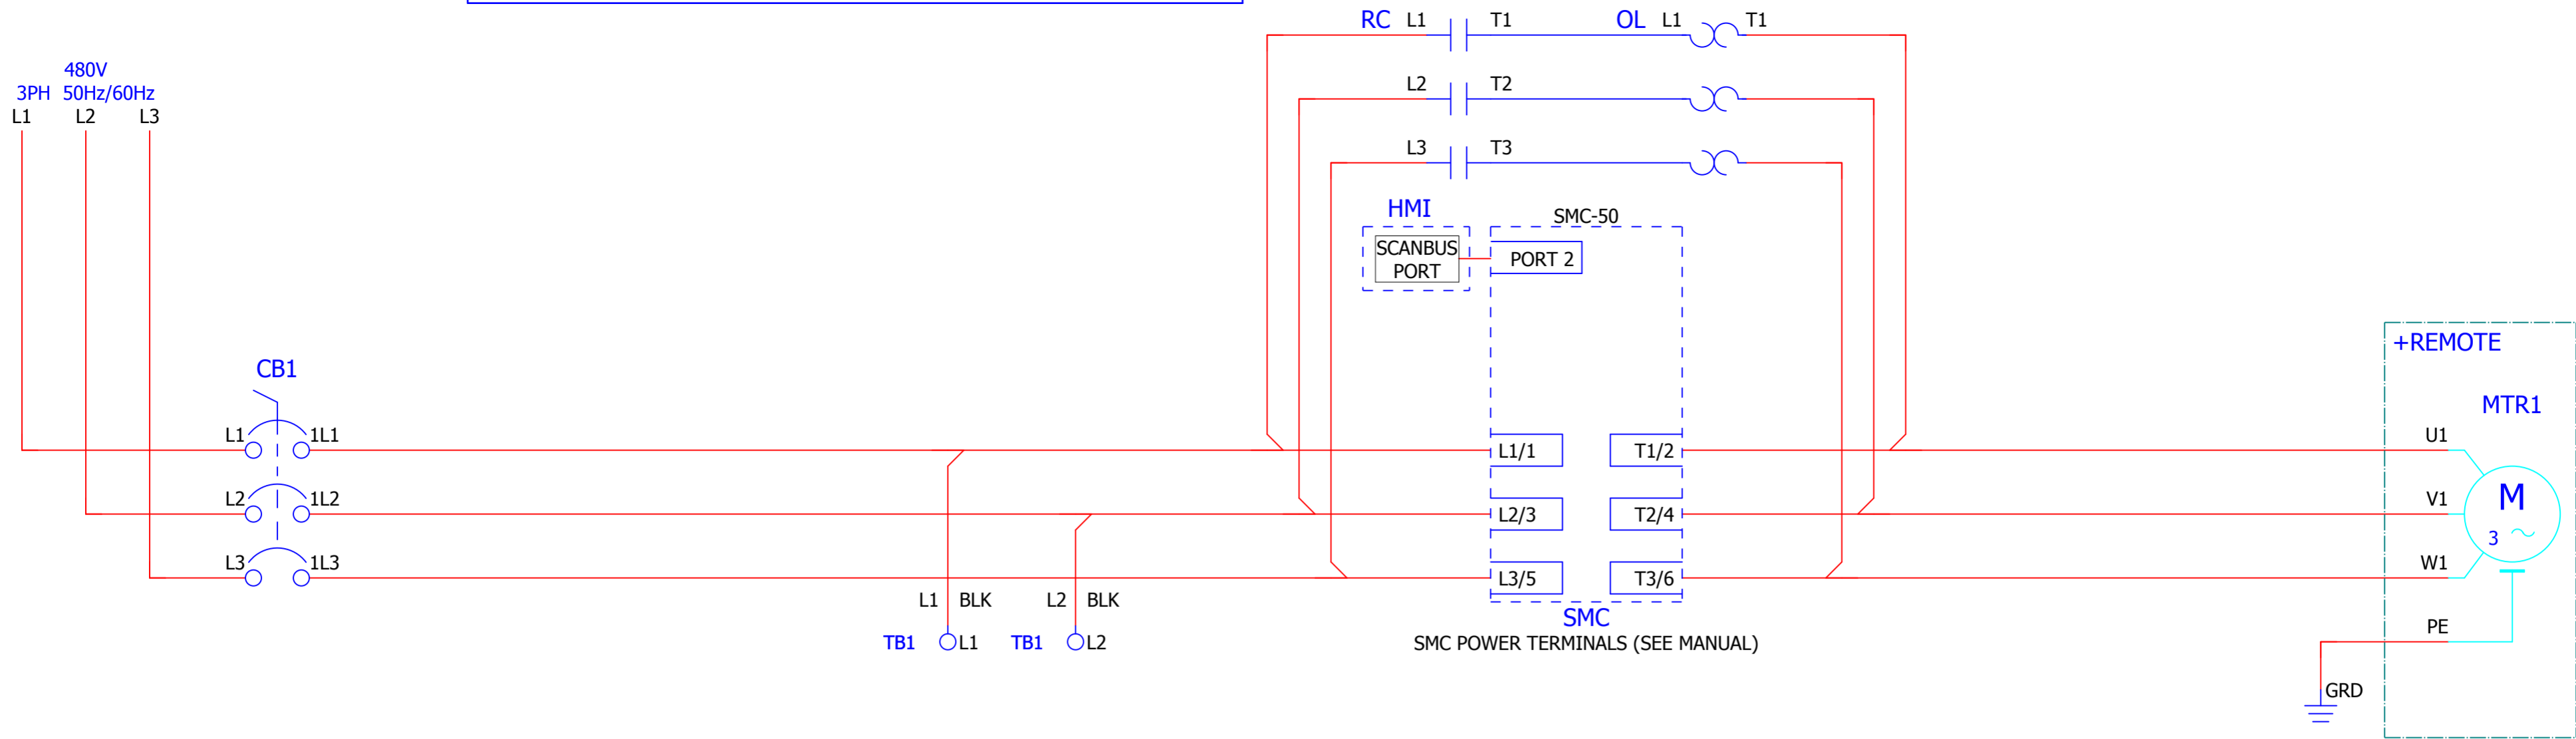 RC L1 T1 OL L1 T1
480V
3PH 50Hz/60Hz
L1 L2 L3
L2 T2
L3 T3
HMI
SMC-50
SCANBUS
PORT
PORT 2
+REMOTE
CB1
MTR1
L1 1L1 L1/1 T1/2 U1
L2 1L2 L2/3 T2/4 V1
M
3
L3 1L3 L3/5 T3/6 W1
L1 BLK L2 BLK
SMC
PE
TB1 L1 TB1 L2
SMC POWER TERMINALS (SEE MANUAL)
GRD